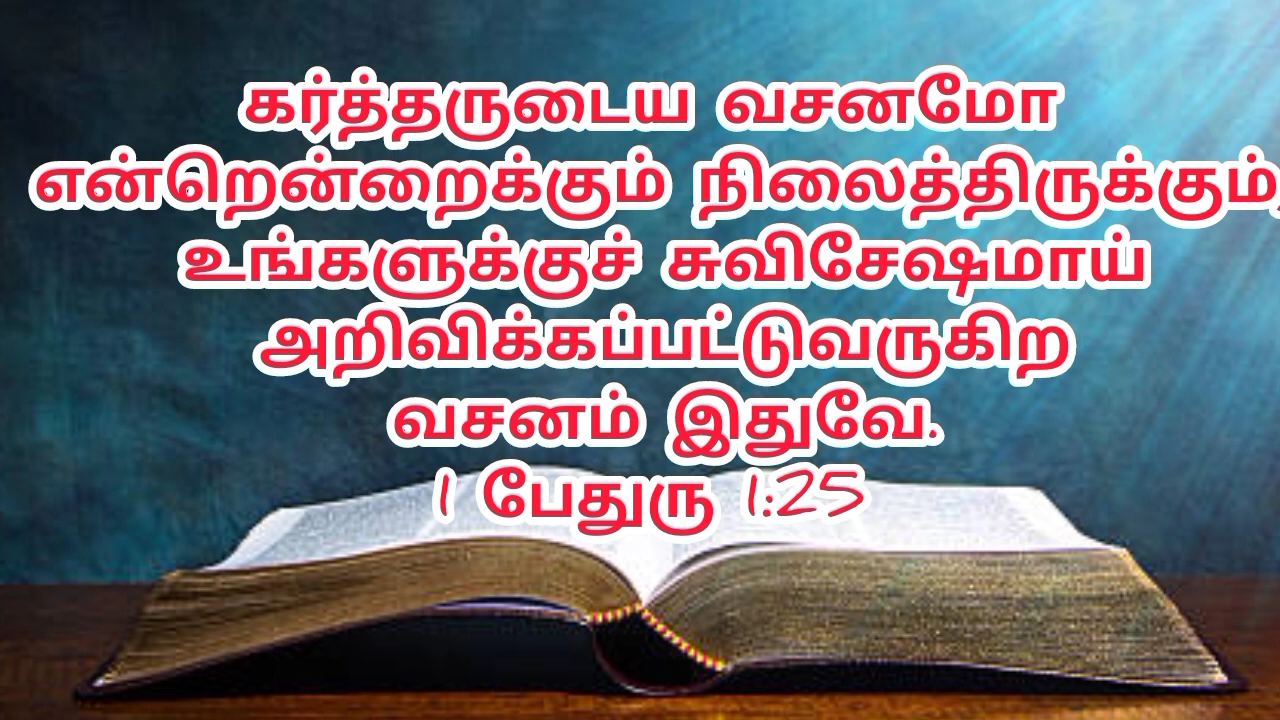 கர்த்தருடைய வசனமோ
என்றென்றைக்கும் நிலைத்திருக்கும்,
உங்களுக்குச் சுவிசேஷமாய்
அறிவிக்கப்பட்டுவருகிற
வசனம் இதுவே.
1 பேதுரு 1:25